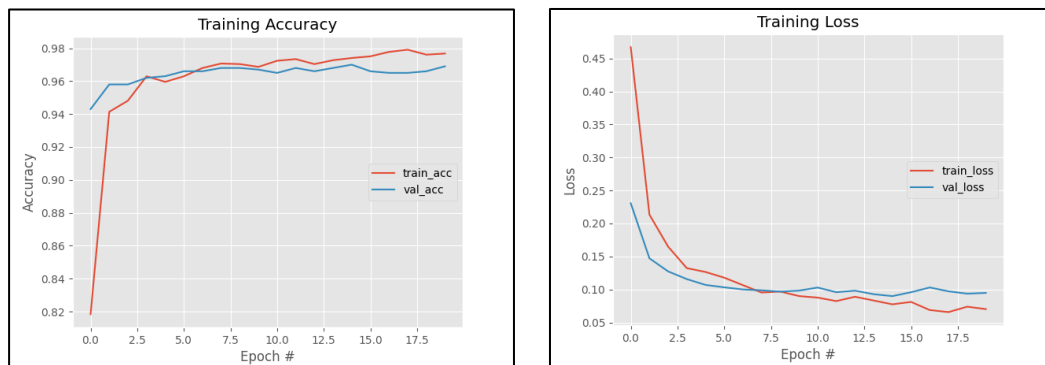 Training Accuracy
0.98
0.96
0.94
0.92
0.90
0.88
0.86
0.84
0.82
Accuracy
train_acc
val_acc
0.0 2.5 5.0 7.5 10.0 12.5 15.0 17.5
Epoch #
Training Loss
0.45
0.40
0.35
0.30
0.25
0.20
0.15
0.10
0.05
Loss
train_loss
val_loss
0.0 2.5 5.0 7.5 10.0 12.5 15.0 17.5
Epoch #